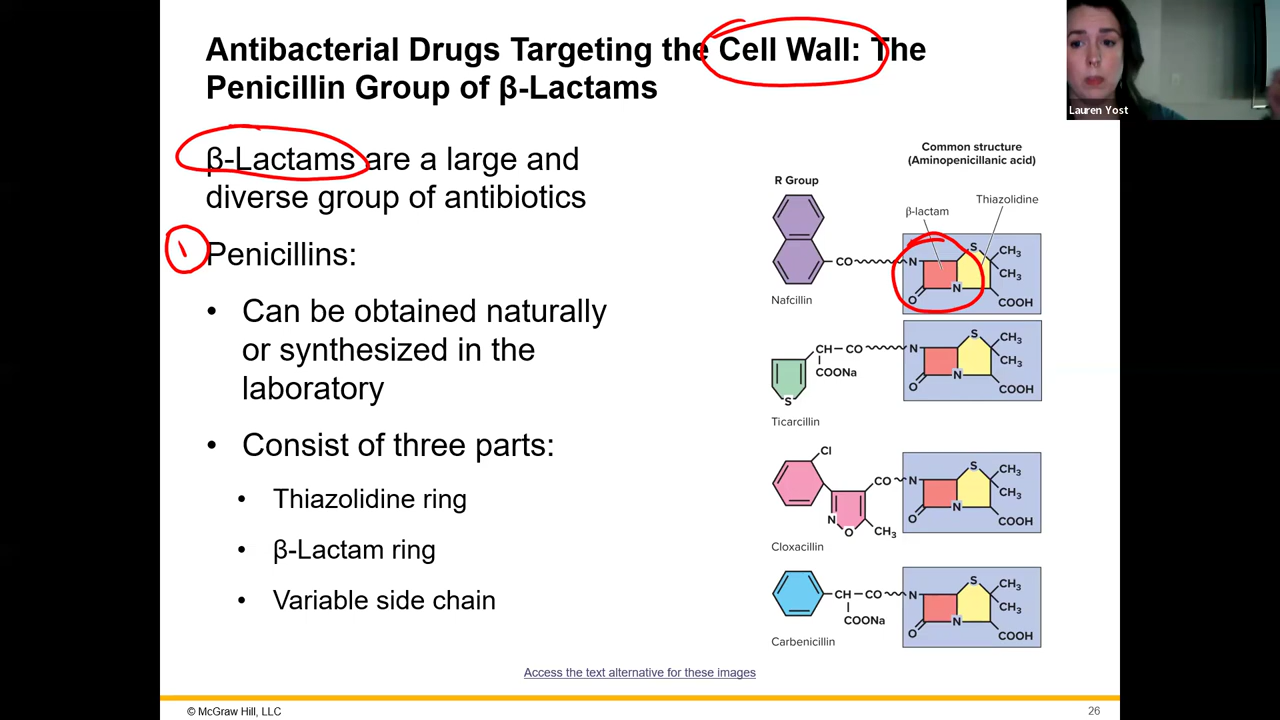 Antibacterial Drugs Targeting the Cell Wall: The
Penicillin Group of β-Lactams
Lauren Yost
β-Lactams are a large and
diverse group of antibiotics
1
Penicillins:
• Can be obtained naturally
or synthesized in the
laboratory
• Consist of three parts:
• Thiazolidine ring
• β-Lactam ring
• Variable side chain
Common structure
(Aminopenicillanic acid)
R Group
Thiazolidine
β-lactam
CO N S CH3
CH3
O N COOH
Nafcillin
CH CO N S CH3
COONa CH3
O N COOH
S
Ticarcillin
Cl
CO N S CH3
CH3
N O CH3 O N COOH
Cloxacillin
CH CO N S CH3
CH3
COONa O N COOH
Carbenicillin
Access the text alternative for these images
© McGraw Hill, LLC
26